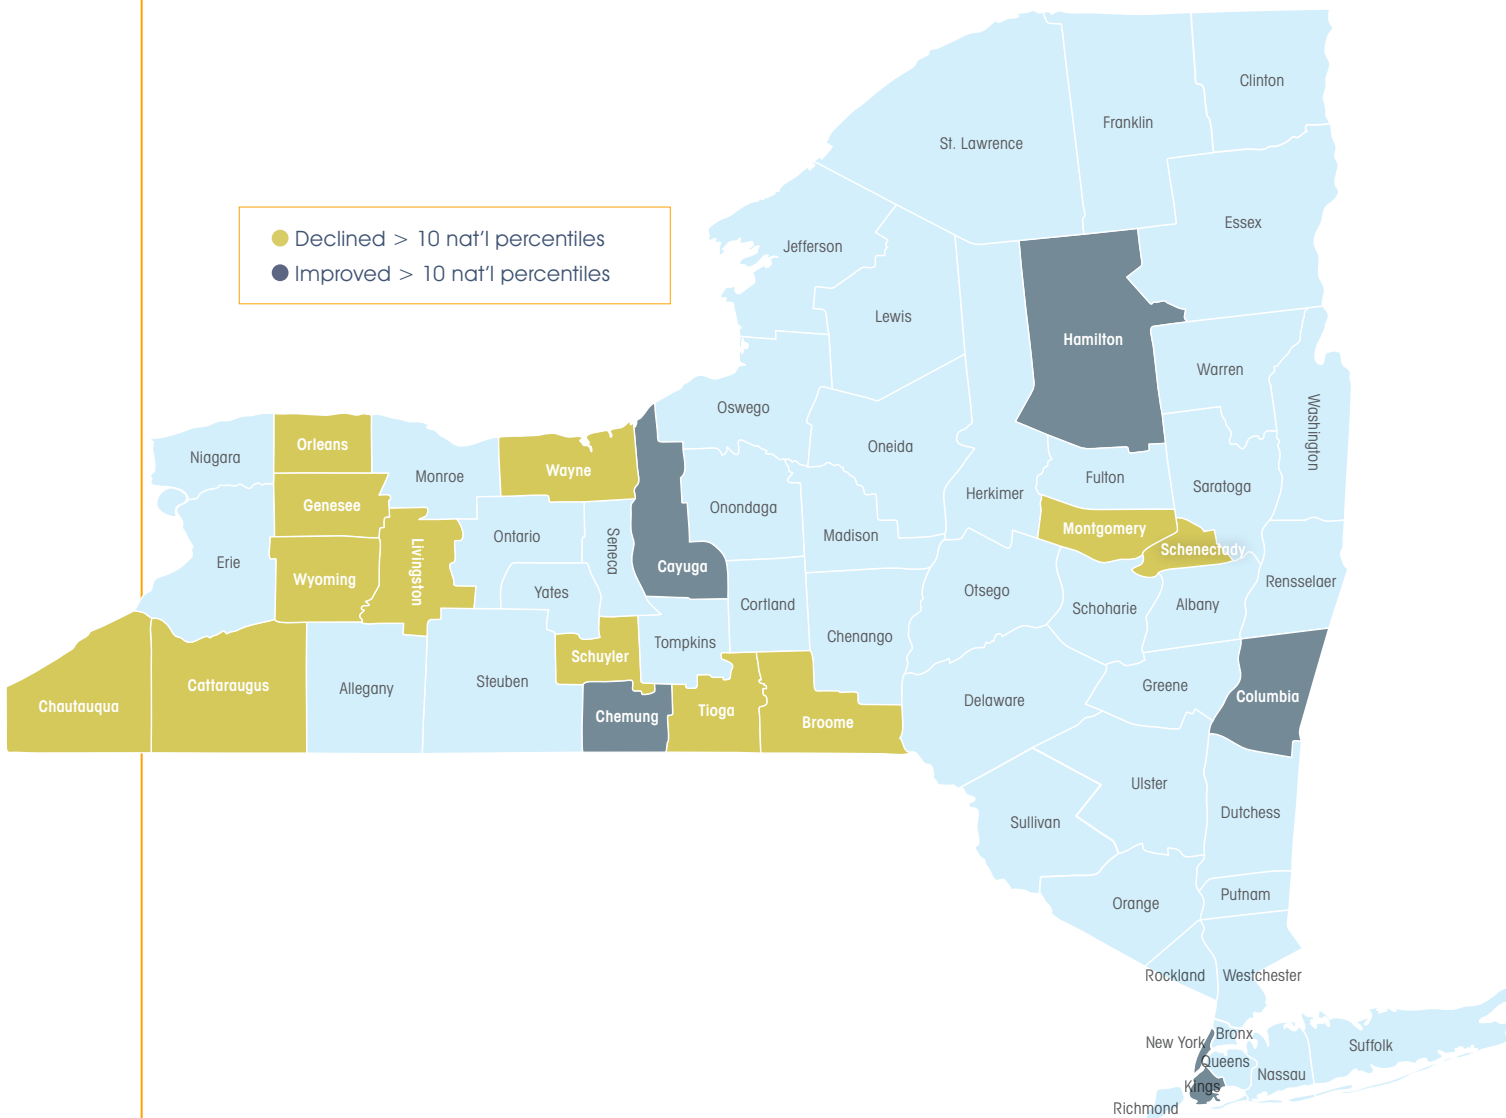 Clinton
Franklin
St. Lawrence
Essex
● Declined > 10 nat'l percentiles
● Improved > 10 nat'l percentiles
Jefferson
Lewis
Hamilton
Warren
Washington
Oswego
Oneida
Herkimer
Fulton
Saratoga
Niagara
Orleans
Monroe
Wayne
Genesee
Onondaga
Madison
Montgomery
Schenectady
Erie
Wyoming
Livingston
Ontario
Seneca
Cayuga
Yates
Cortland
Otsego
Schoharie
Albany
Rensselaer
Chenango
Tompkins
Schuyler
Steuben
Allegany
Cattaraugus
Chautauqua
Chemung
Tioga
Broome
Delaware
Greene
Columbia
Ulster
Sullivan
Dutchess
Orange
Putnam
Rockland
Westchester
Bronx
New York
Queens
Suffolk
Nassau
Kings
Richmond